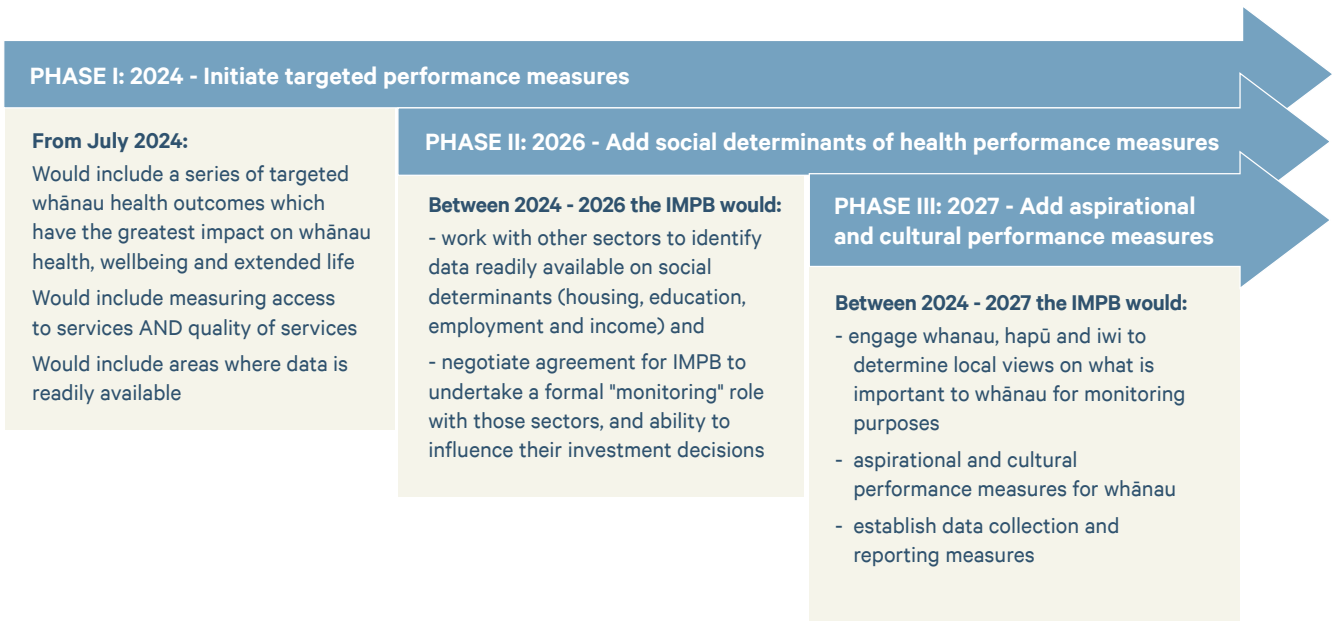 PHASE I: 2024 - Initiate targeted performance measures
From July 2024:
Would include a series of targeted
whānau health outcomes which
have the greatest impact on whānau
health, wellbeing and extended life
Would include measuring access
to services AND quality of services
Would include areas where data is
readily available
PHASE II: 2026 - Add social determinants of health performance measures
Between 2024 - 2026 the IMPB would:
- work with other sectors to identify
data readily available on social
determinants (housing, education,
employment and income) and
- negotiate agreement for IMPB to
undertake a formal "monitoring" role
with those sectors, and ability to
influence their investment decisions
PHASE III: 2027 - Add aspirational
and cultural performance measures
Between 2024 - 2027 the IMPB would:
- engage whanau, hapū and iwi to
determine local views on what is
important to whānau for monitoring
purposes
- aspirational and cultural
performance measures for whānau
- establish data collection and
reporting measures